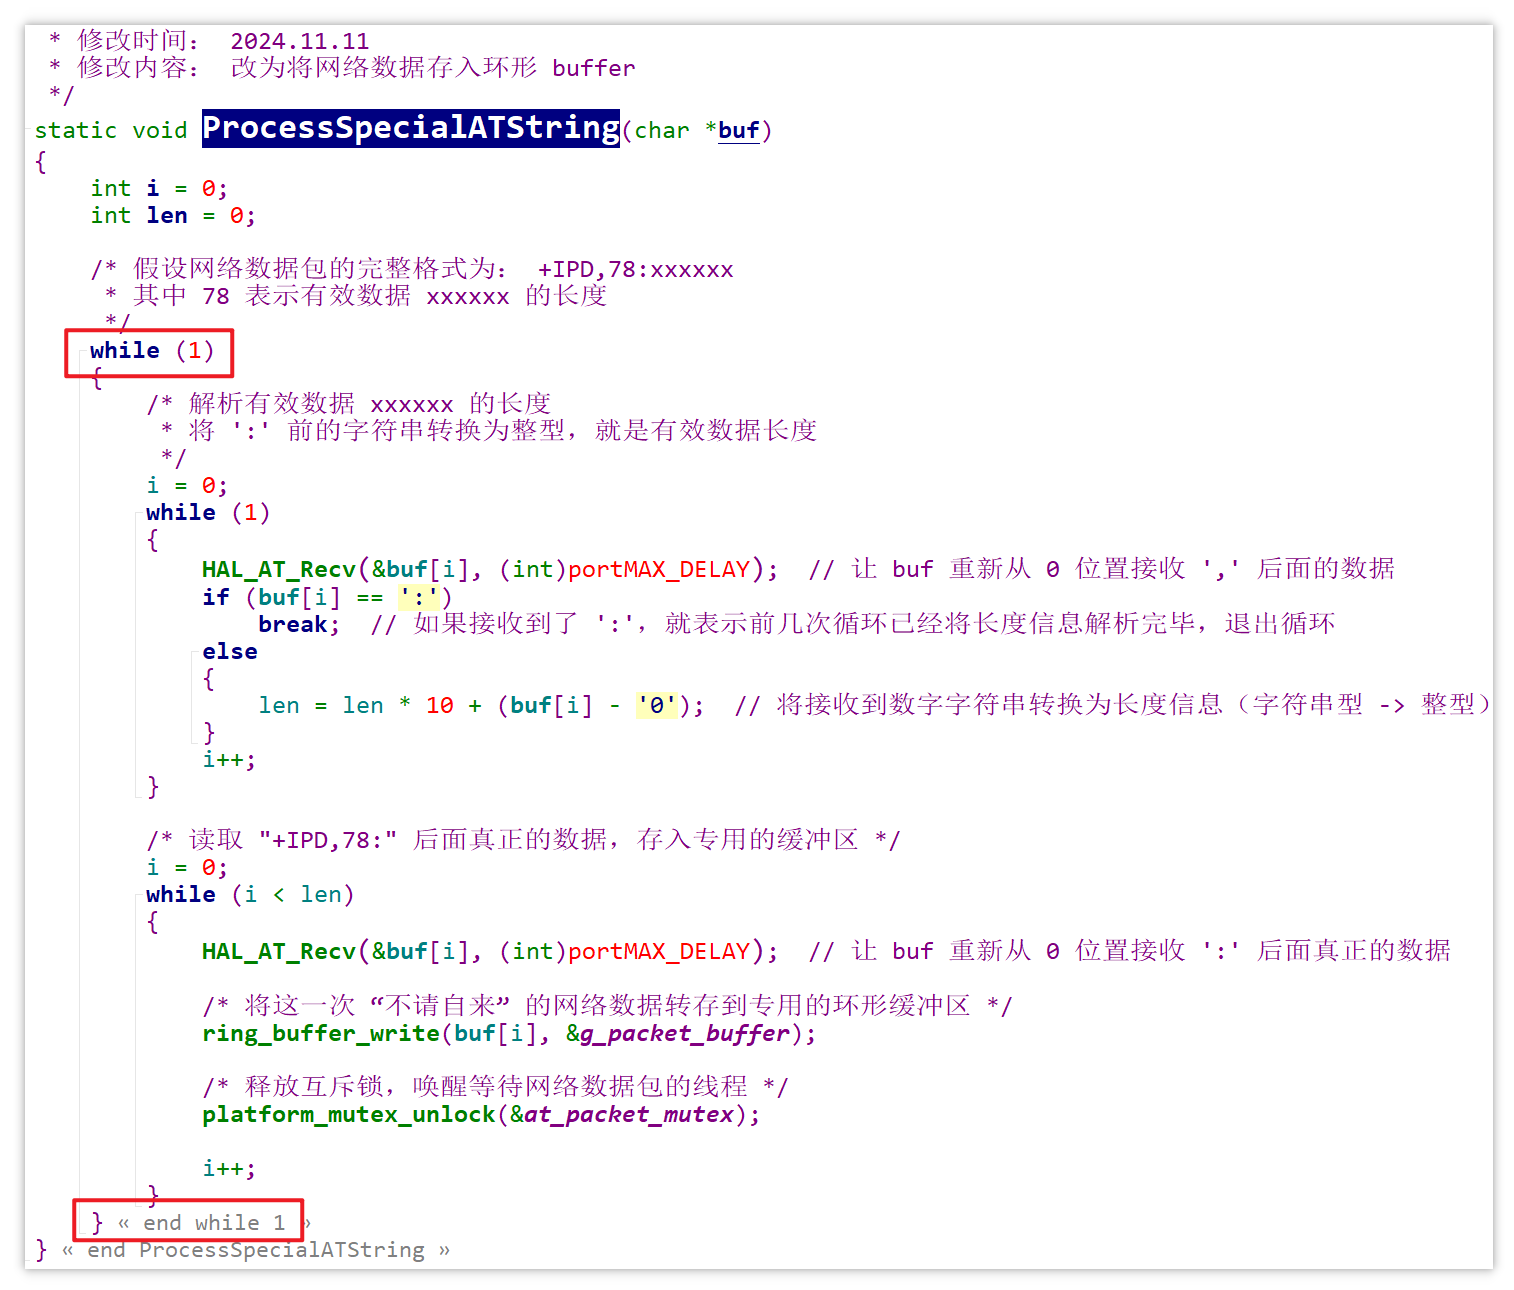 * 修改时间： 2024.11.11
* 修改内容： 改为将网络数据存入环形 buffer
*/
static void ProcessSpecialATString(char *buf)
{
int i = 0;
int len = 0;
/* 假设网络数据包的完整格式为： +IPD,78:xxxxxx
* 其中 78 表示有效数据 xxxxxx 的长度
*/
while (1)
{
/* 解析有效数据 xxxxxx 的长度
* 将 ':' 前的字符串转换为整型，就是有效数据长度
*/
i = 0;
while (1)
{
HAL_AT_Recv(&buf[i], (int)portMAX_DELAY); // 让 buf 重新从 0 位置接收 ',' 后面的数据
if (buf[i] == ':')
break; // 如果接收到了 ':'，就表示前几次循环已经将长度信息解析完毕，退出循环
else
{
len = len * 10 + (buf[i] - '0'); // 将接收到数字字符串转换为长度信息（字符串型 -> 整型）
}
i++;
}
/* 读取 "+IPD,78:" 后面真正的数据，存入专用的缓冲区 */
i = 0;
while (i < len)
{
HAL_AT_Recv(&buf[i], (int)portMAX_DELAY); // 让 buf 重新从 0 位置接收 ':' 后面真正的数据
/* 将这一次 “不请自来” 的网络数据转存到专用的环形缓冲区 */
ring_buffer_write(buf[i], &g_packet_buffer);
/* 释放互斥锁，唤醒等待网络数据包的线程 */
platform_mutex_unlock(&at_packet_mutex);
i++;
}
} « end while 1 »
} « end ProcessSpecialATString »